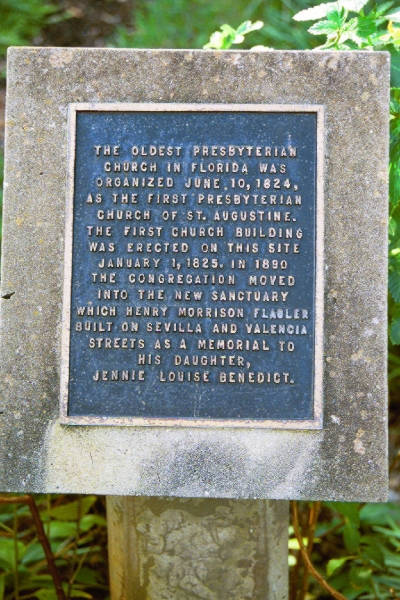 THE OLDEST PRESBYTERIAN
CHURCH IN FLORIDA WAS
ORGANIZED JUNE 10, 1824,
AS THE FIRST PRESBYTERIAN
CHURCH OF ST. AUGUSTINE.
THE FIRST CHURCH BUILDING
WAS ERECTED ON THIS SITE
JANUARY 1, 1825. IN 1890
THE CONGREGATION MOVED
INTO THE NEW SANCTUARY
WHICH HENRY MORRISON FLAGLER
BUILT ON SEVILLA AND VALENCIA
STREETS AS A MEMORIAL TO
HIS DAUGHTER,
JENNIE LOUISE BENEDICT.